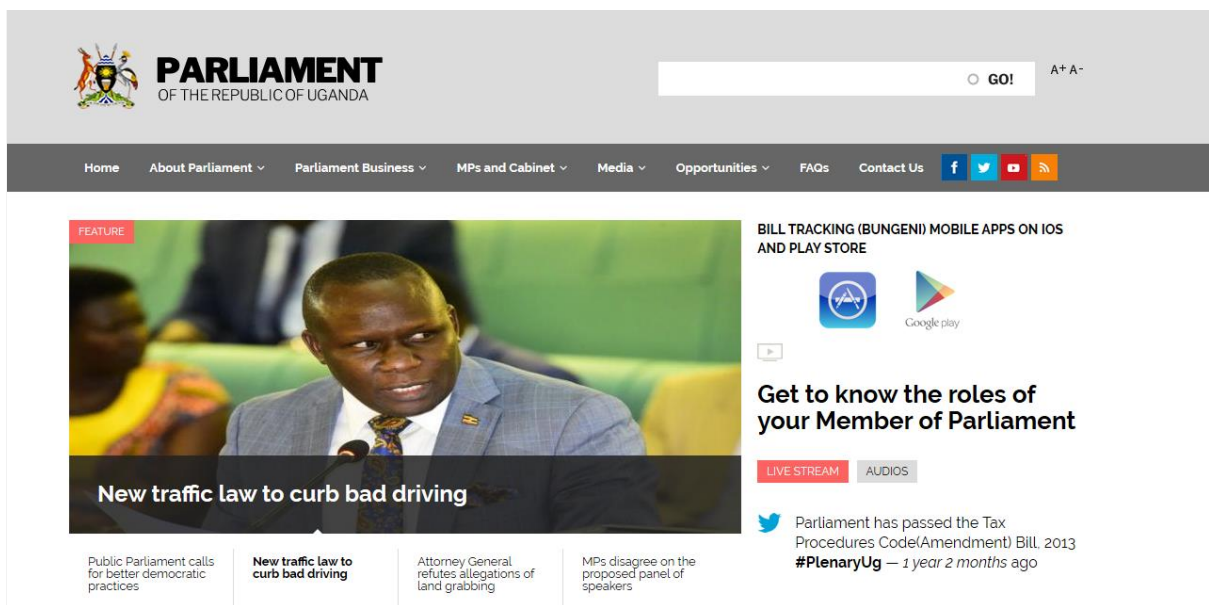 PARLIAMENT
OF THE REPUBLIC OF UGANDA
GO!
A+ A-
Home About Parliament Parliament Business MPs and Cabinet Media Opportunities FAQs Contact Us
FEATURE
New traffic law to curb bad driving
Public Parliament calls
for better democratic
practices
New traffic law to
curb bad driving
Attorney General
refutes allegations of
land grabbing
MPs disagree on the
proposed panel of
speakers
BILL TRACKING (BUNGENI) MOBILE APPS ON IOS
AND PLAY STORE
Google play
Get to know the roles of
your Member of Parliament
LIVE STREAM AUDIOS
Parliament has passed the Tax
Procedures Code(Amendment) Bill, 2013
#PlenaryUg — 1 year 2 months ago